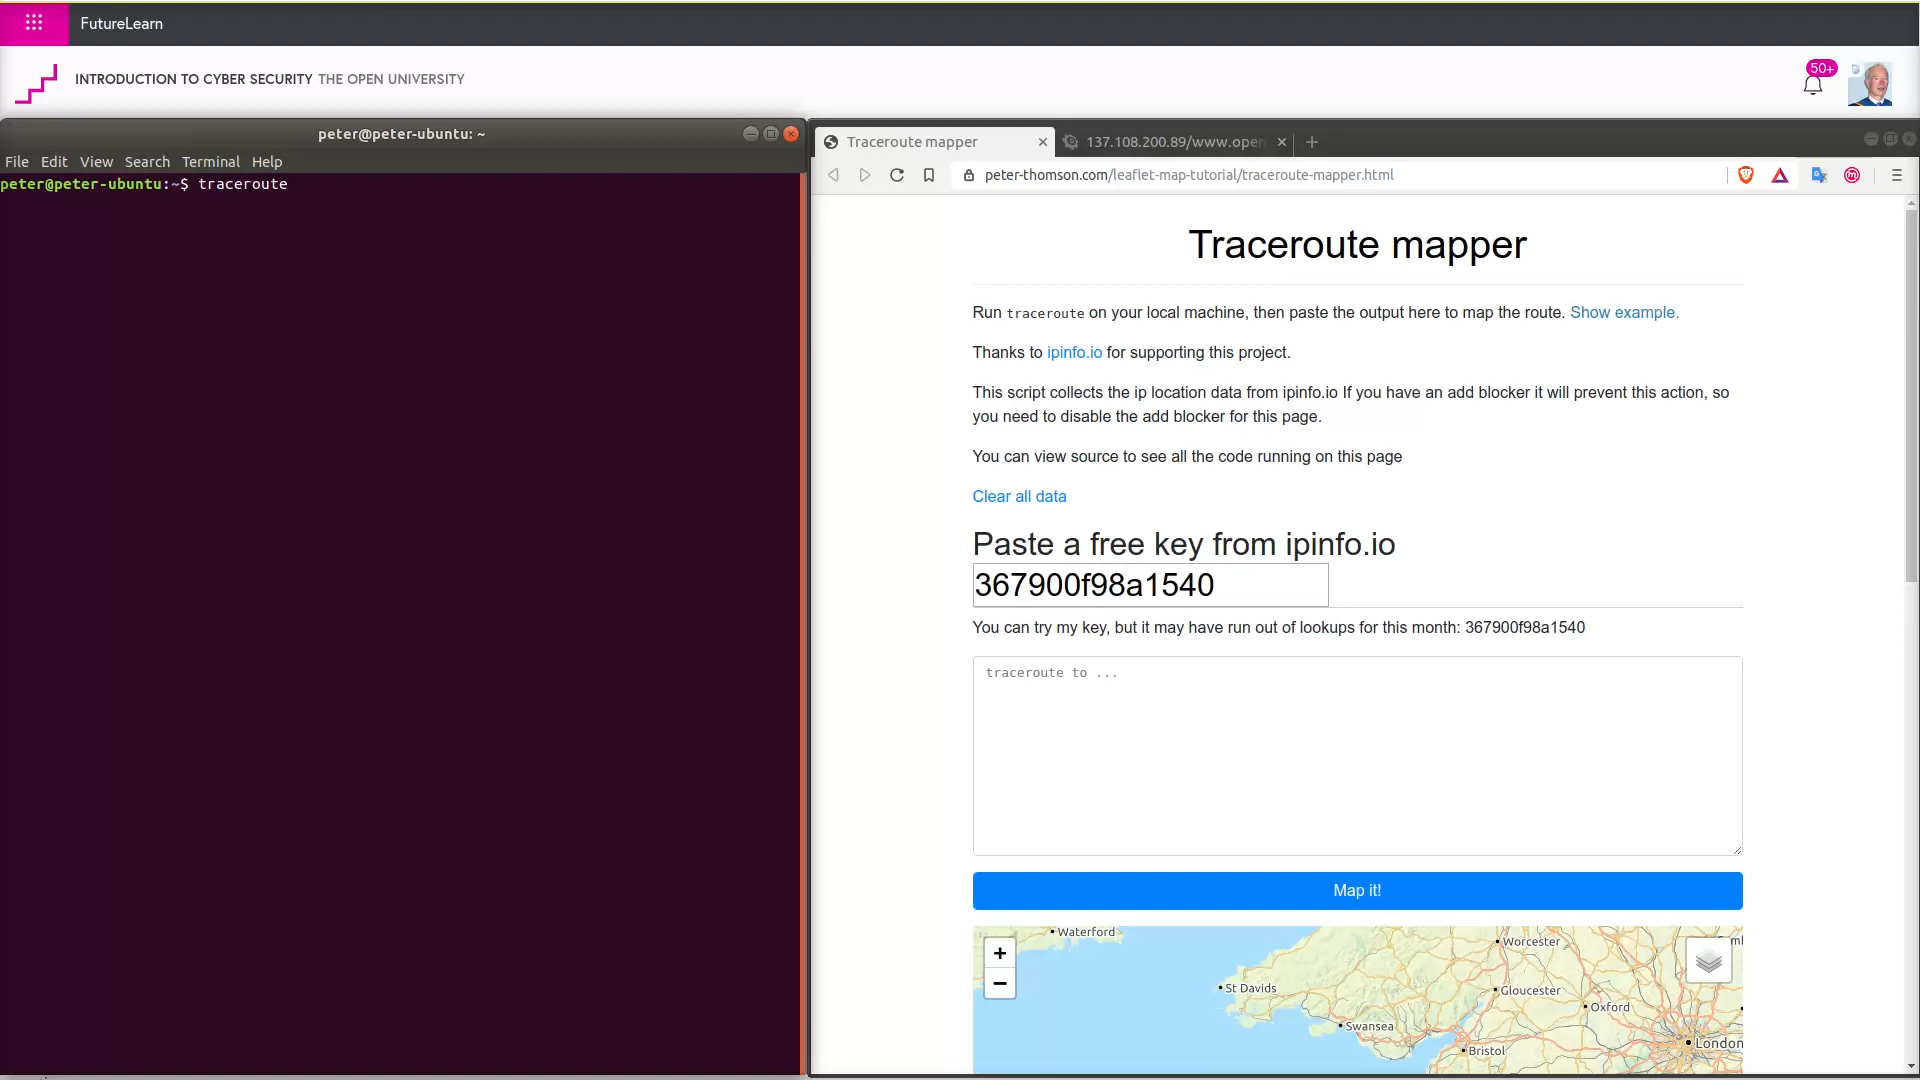 FutureLearn
INTRODUCTION TO CYBER SECURITY THE OPEN UNIVERSITY
50+
peter@peter-ubuntu: ~
File Edit View Search Terminal Help
peter@peter-ubuntu:~$ traceroute
Traceroute mapper
137.108.200.89/www.open
peter-thomson.com/leaflet-map-tutorial/traceroute-mapper.html
Traceroute mapper
Run traceroute on your local machine, then paste the output here to map the route. Show example.
Thanks to ipinfo.io for supporting this project.
This script collects the ip location data from ipinfo.io If you have an add blocker it will prevent this action, so
you need to disable the add blocker for this page.
You can view source to see all the code running on this page
Clear all data
Paste a free key from ipinfo.io
367900f98a1540
You can try my key, but it may have run out of lookups for this month: 367900f98a1540
traceroute to ...
Map it!
+
−
Waterford
Worcester
St Davids
Gloucester
Oxford
Swansea
London
Bristol